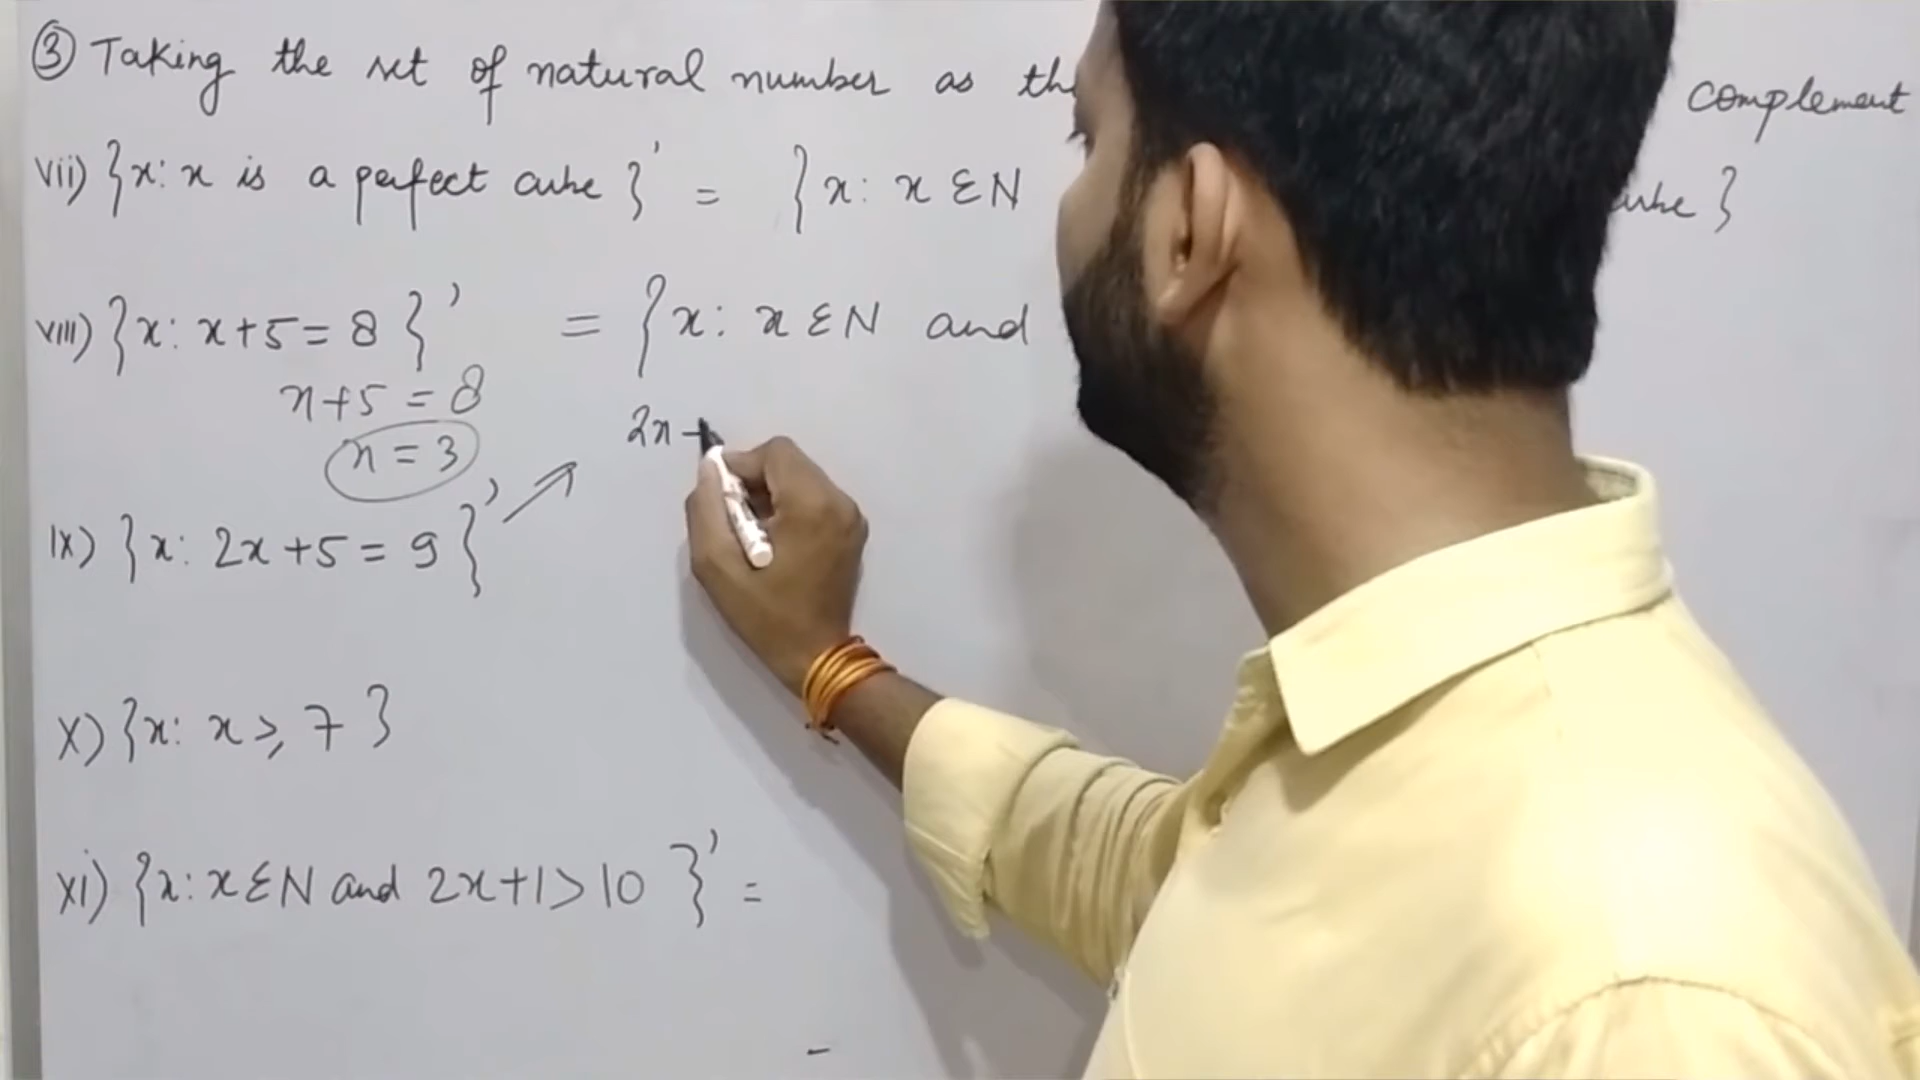 ③ Taking the set of natural number as th complement
vii) {x: x is a perfect cube}' = {x: x ∈ N cube}
viii) {x: x+5 = 8}' = {x: x ∈ N and
x+5 = 8
x = 3
2x -
ix) {x: 2x+5 = 9}'
x) {x: x ≥ 7}
xi) {x: x ∈ N and 2x+1 > 10}' =